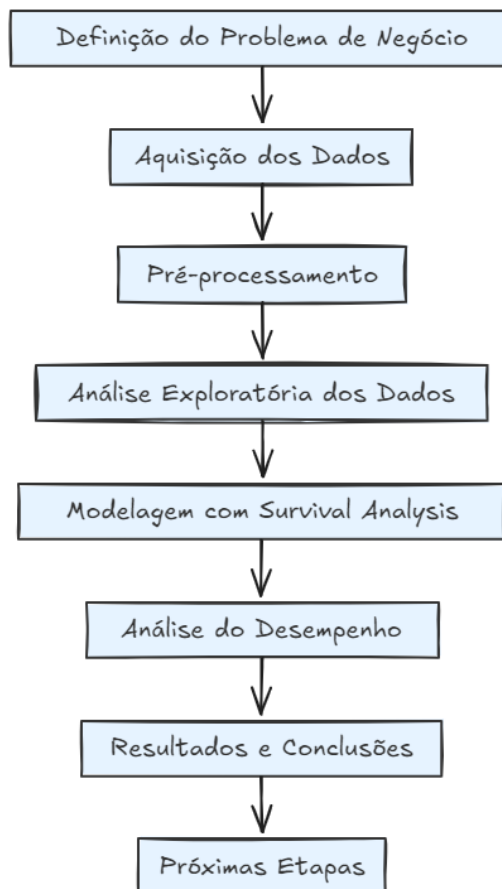 Definição do Problema de Negócio
Aquisição dos Dados
Pré-processamento
Análise Exploratória dos Dados
Modelagem com Survival Analysis
Análise do Desempenho
Resultados e Conclusões
Próximas Etapas